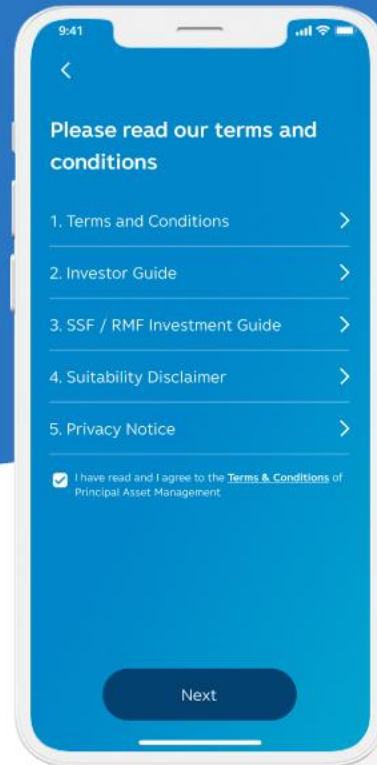 9:41
Please read our terms and
conditions
1. Terms and Conditions
2. Investor Guide
3. SSF / RMF Investment Guide
4. Suitability Disclaimer
5. Privacy Notice
I have read and I agree to the Terms & Conditions of
Principal Asset Management
Next